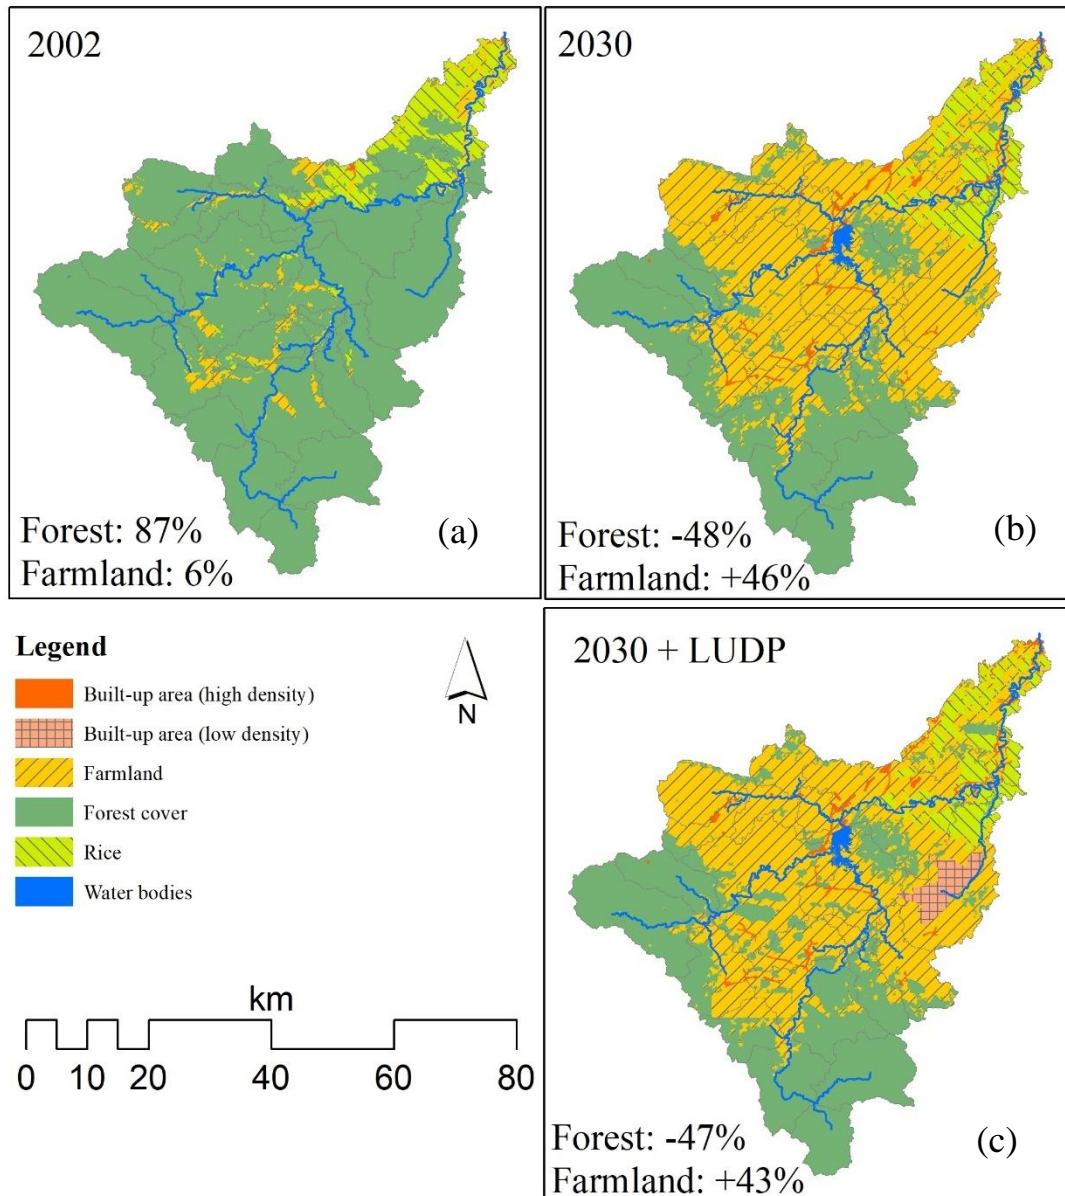 2002
Forest: 87%
Farmland: 6%
(a)
2030
Forest: -48%
Farmland: +46%
(b)
Legend
Built-up area (high density)
Built-up area (low density)
Farmland
Forest cover
Rice
Water bodies
N
km
0 10 20 40 60 80
2030 + LUDP
Forest: -47%
Farmland: +43%
(c)